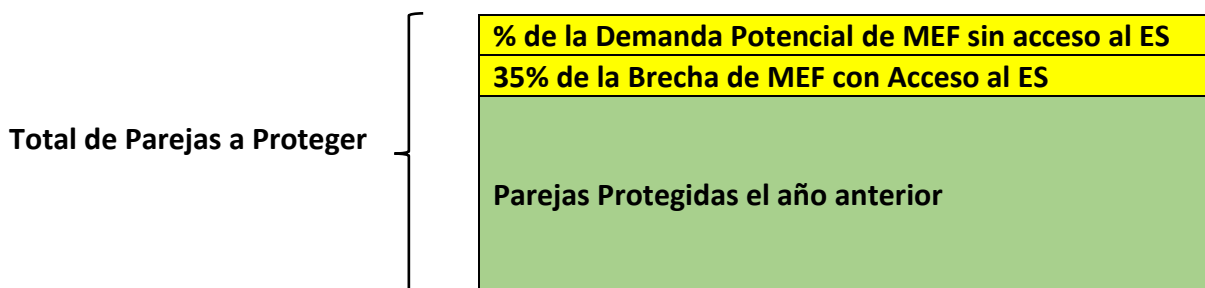 % de la Demanda Potencial de MEF sin acceso al ES
35% de la Brecha de MEF con Acceso al ES
Total de Parejas a Proteger
Parejas Protegidas el año anterior